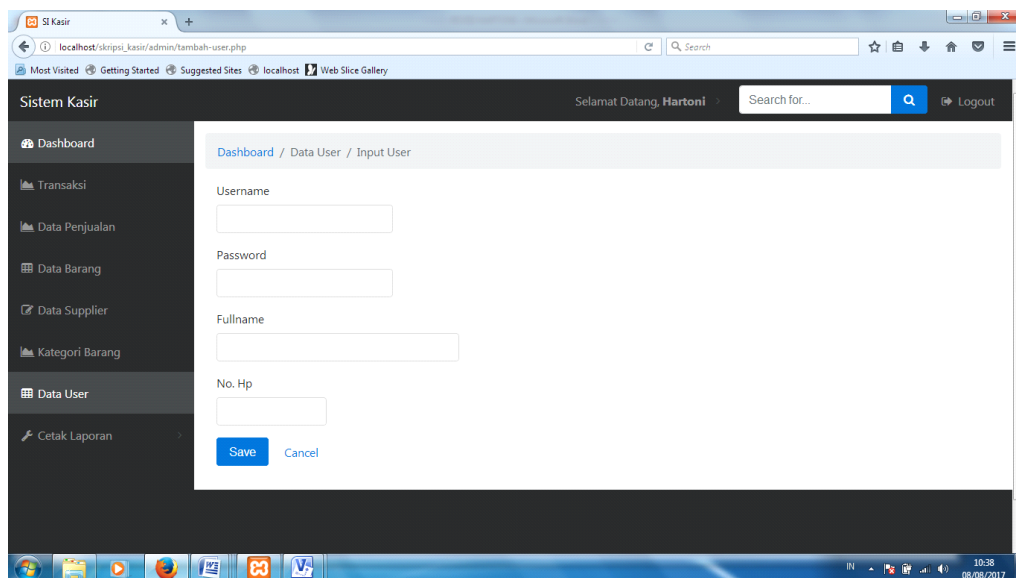 SI Kasir
localhost/skripsi_kasir/admin/tambah-user.php
Search
Most Visited Getting Started Suggested Sites localhost Web Slice Gallery
Sistem Kasir
Selamat Datang, Hartoni
Search for...
Logout
Dashboard
Transaksi
Data Penjualan
Data Barang
Data Supplier
Kategori Barang
Data User
Cetak Laporan
Dashboard / Data User / Input User
Username
Password
Fullname
No. Hp
Save Cancel
IN
10:38
08/08/2017